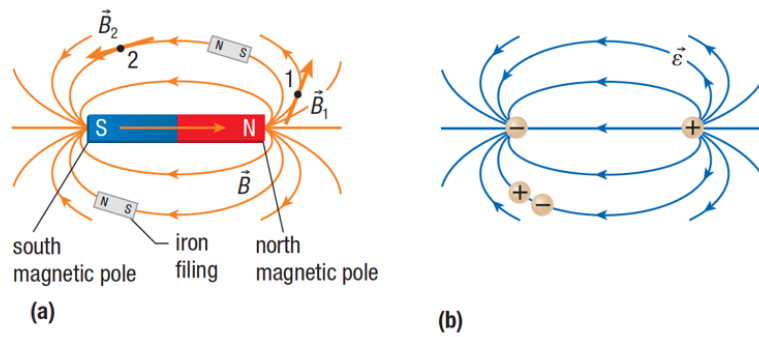 B⃗₂
2
N S
1
B⃗₁
S
N
B⃗
N S
south
magnetic pole
iron
filing
north
magnetic pole
(a)
ε⃗
−
+
+
−
(b)